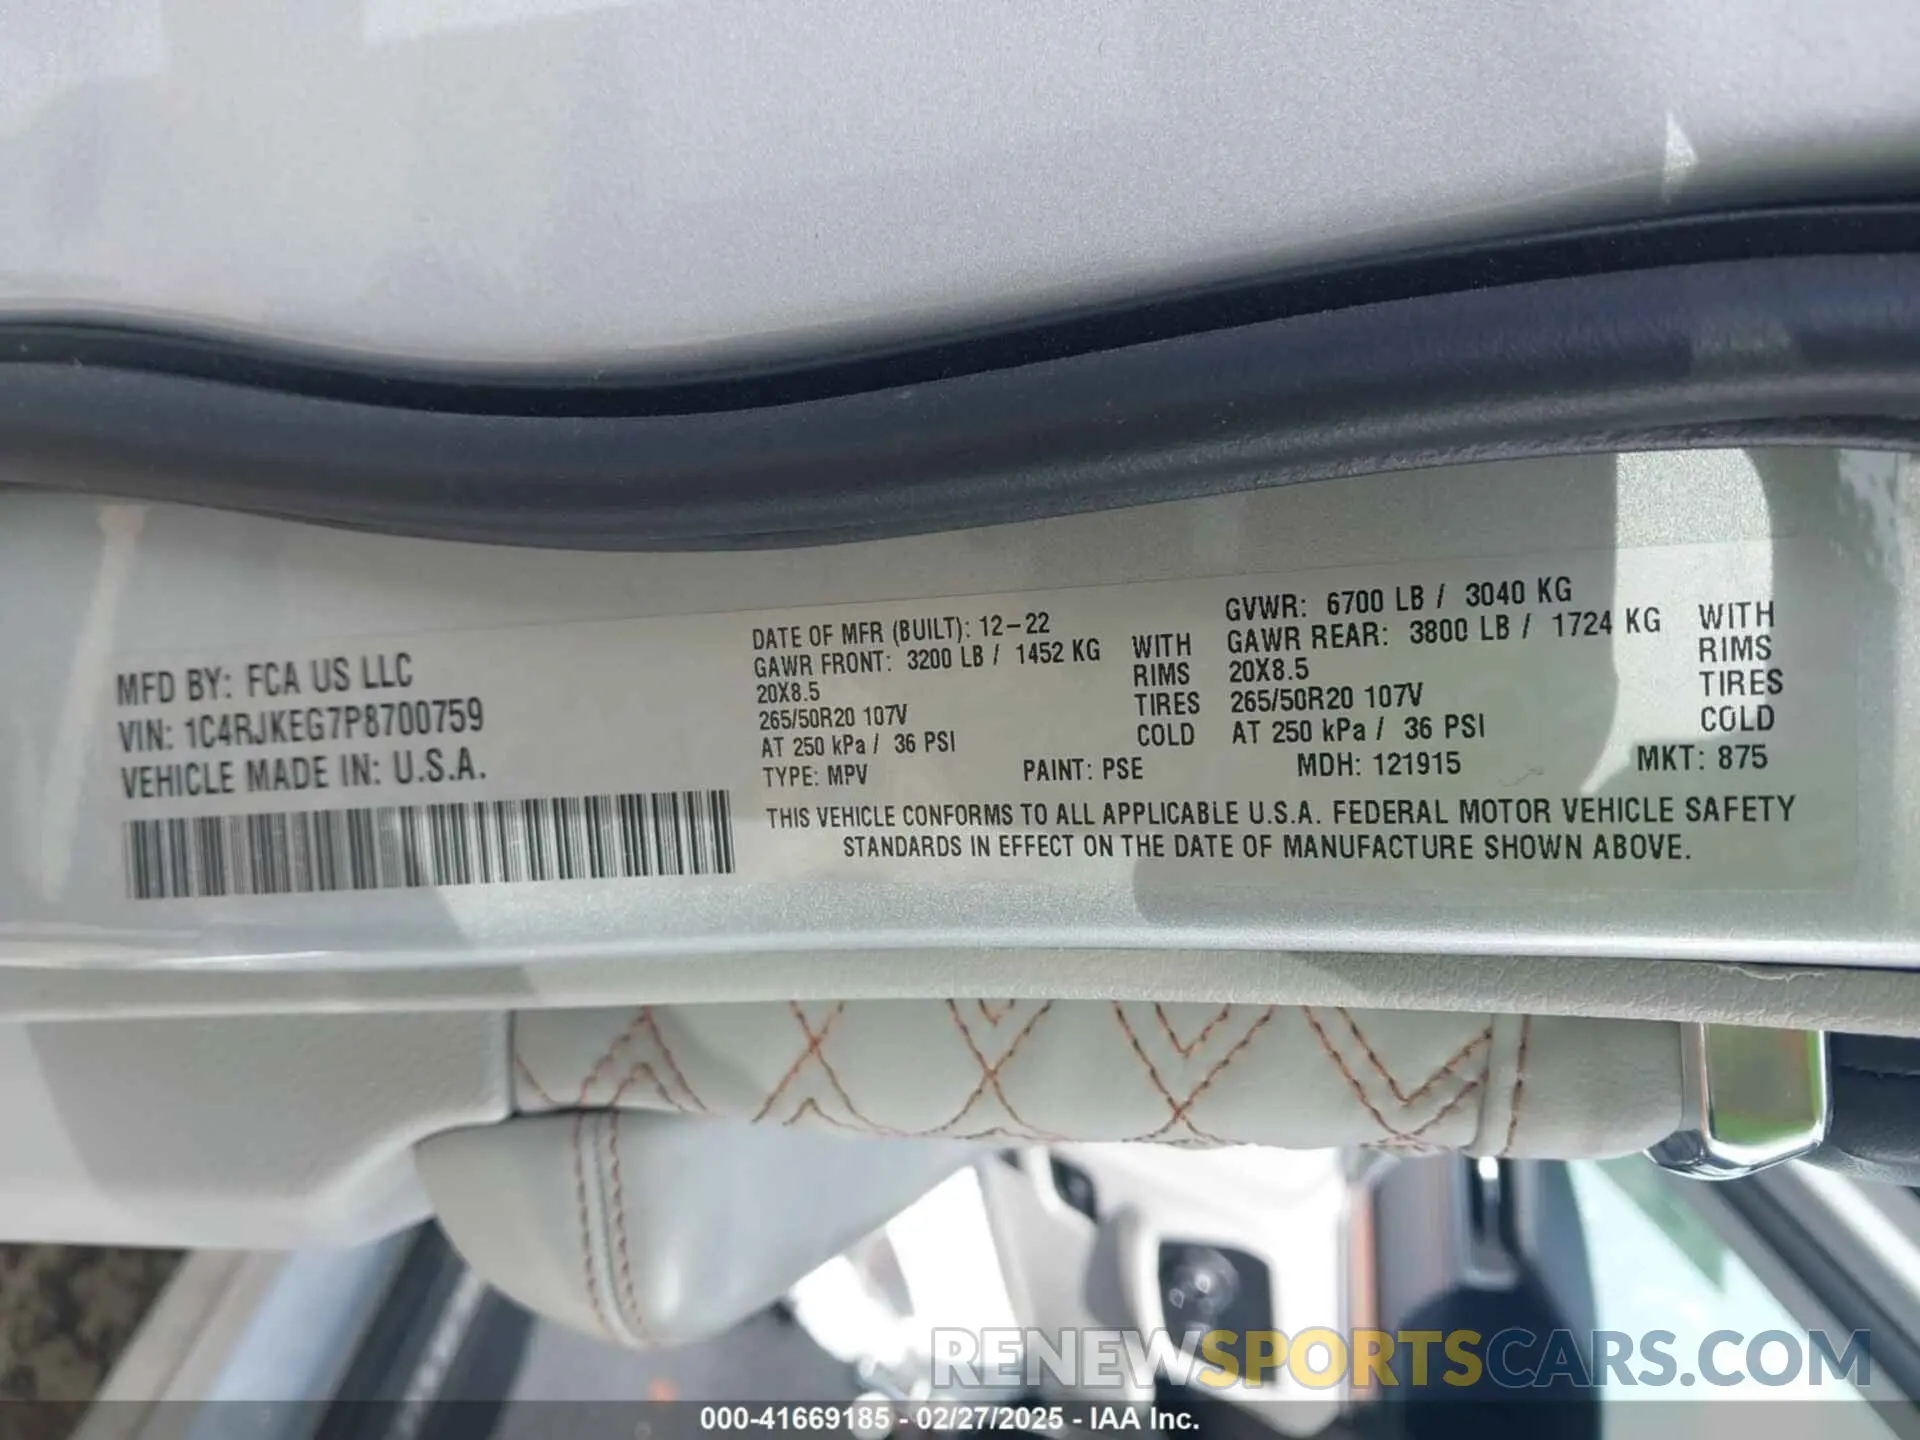 MFD BY: FCA US LLC
VIN: 1C4RJKEG7P8700759
VEHICLE MADE IN: U.S.A.
DATE OF MFR (BUILT): 12-22
GAWR FRONT: 3200 LB / 1452 KG
20X8.5
265/50R20 107V
AT 250 kPa / 36 PSI
WITH
RIMS
TIRES
COLD
GVWR: 6700 LB / 3040 KG
GAWR REAR: 3800 LB / 1724 KG
20X8.5
265/50R20 107V
AT 250 kPa / 36 PSI
WITH
RIMS
TIRES
COLD
TYPE: MPV PAINT: PSE MDH: 121915 MKT: 875
THIS VEHICLE CONFORMS TO ALL APPLICABLE U.S.A. FEDERAL MOTOR VEHICLE SAFETY
STANDARDS IN EFFECT ON THE DATE OF MANUFACTURE SHOWN ABOVE.
RENEWSPORTSCARS.COM
000-41669185 - 02/27/2025 - IAA Inc.